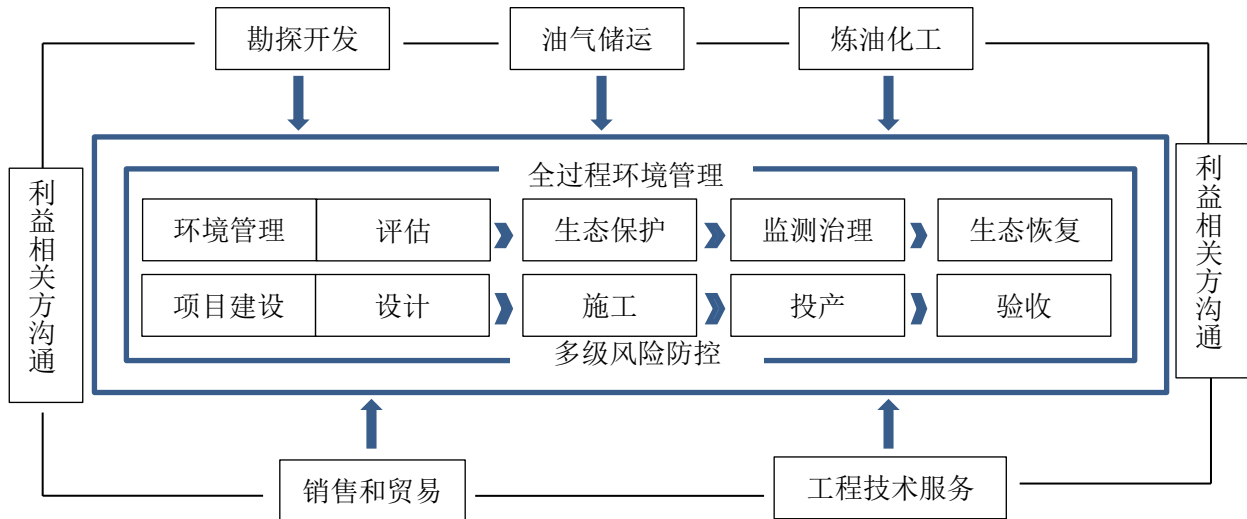 勘探开发
油气储运
炼油化工
利益相关方沟通
全过程环境管理
环境管理
评估
生态保护
监测治理
生态恢复
项目建设
设计
施工
投产
验收
多级风险防控
利益相关方沟通
销售和贸易
工程技术服务